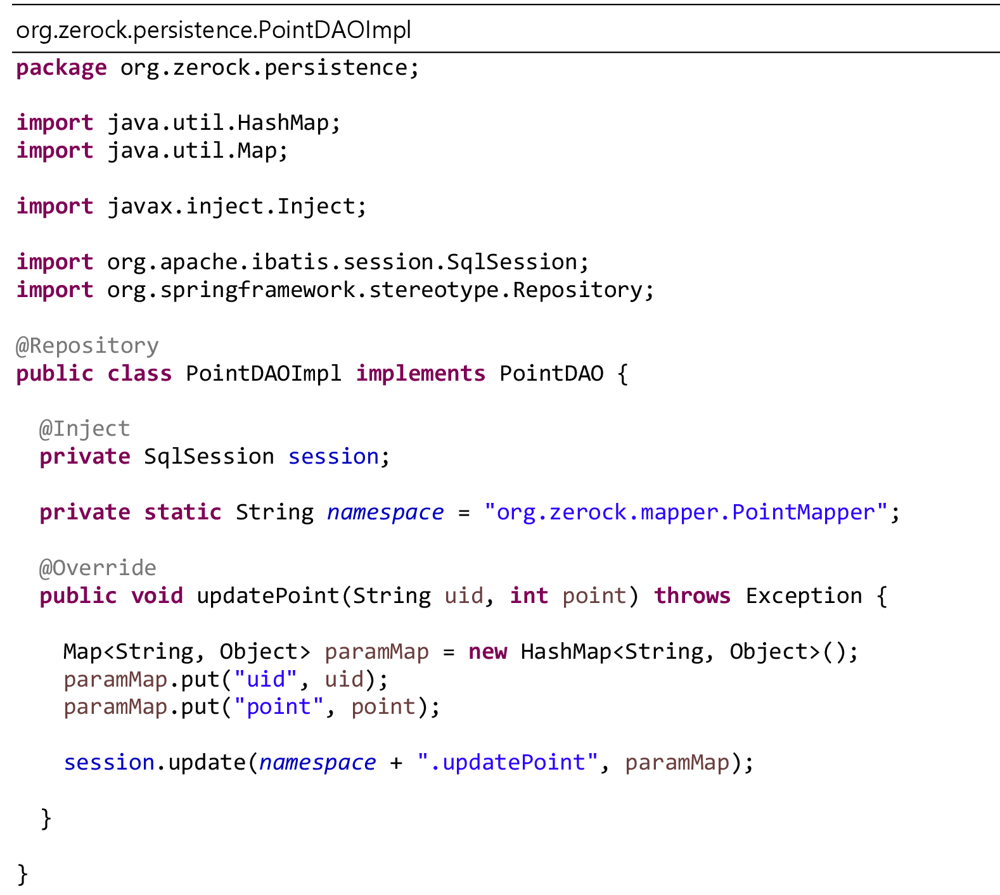 org.zerock.persistence.PointDAOImpl
package org.zerock.persistence;
import java.util.HashMap;
import java.util.Map;
import javax.inject.Inject;
import org.apache.ibatis.session.SqlSession;
import org.springframework.stereotype.Repository;
@Repository
public class PointDAOImpl implements PointDAO {
@Inject
private SqlSession session;
private static String namespace = "org.zerock.mapper.PointMapper";
@Override
public void updatePoint(String uid, int point) throws Exception {
Map<String, Object> paramMap = new HashMap<String, Object>();
paramMap.put("uid", uid);
paramMap.put("point", point);
session.update(namespace + ".updatePoint", paramMap);
}
}